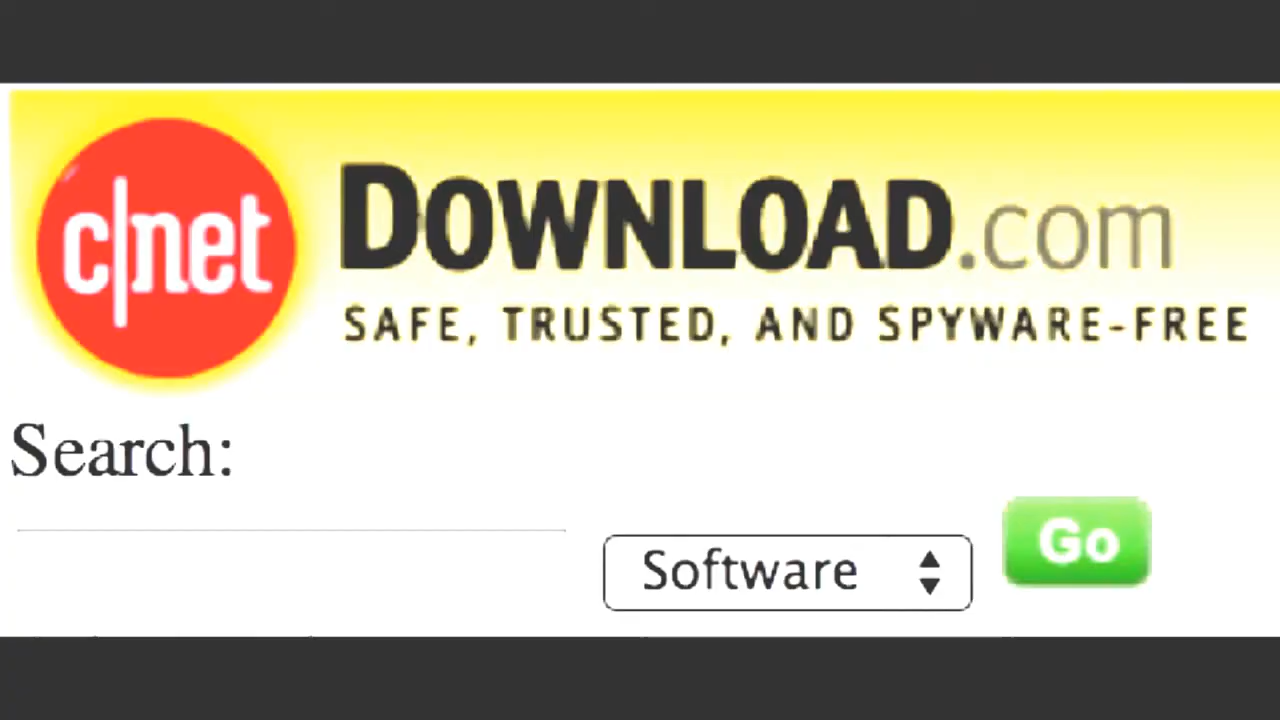 c|net
DOWNLOAD.com
SAFE, TRUSTED, AND SPYWARE-FREE
Search:
Software
Go